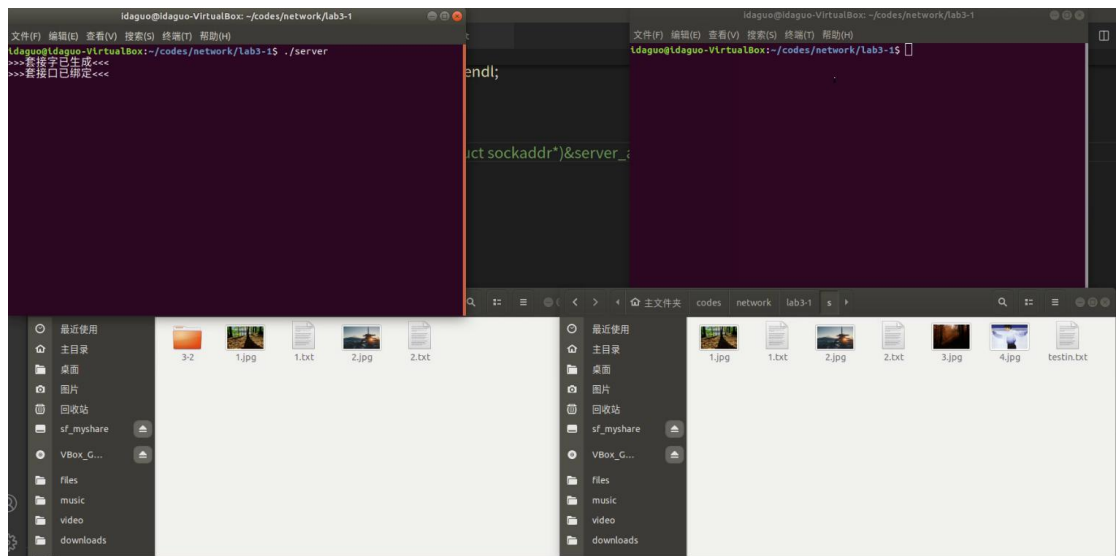 idaguo@idaguo-VirtualBox: ~/codes/network/lab3-1
文件(F) 编辑(E) 查看(V) 搜索(S) 终端(T) 帮助(H)
idaguo@idaguo-VirtualBox:~/codes/network/lab3-1$ ./server
>>>套接字已生成<<<
>>>套接口已绑定<<<
endl;
uct sockaddr*)&server_a
idaguo@idaguo-VirtualBox: ~/codes/network/lab3-1
文件(F) 编辑(E) 查看(V) 搜索(S) 终端(T) 帮助(H)
idaguo@idaguo-VirtualBox:~/codes/network/lab3-1$
最近使用
主目录
桌面
图片
回收站
sf_myshare
VBox_G...
files
music
video
downloads
3-2 1.jpg 1.txt 2.jpg 2.txt
主文件夹 codes network lab3-1 s
最近使用
主目录
桌面
图片
回收站
sf_myshare
VBox_G...
files
music
video
downloads
1.jpg 1.txt 2.jpg 2.txt 3.jpg 4.jpg testin.txt